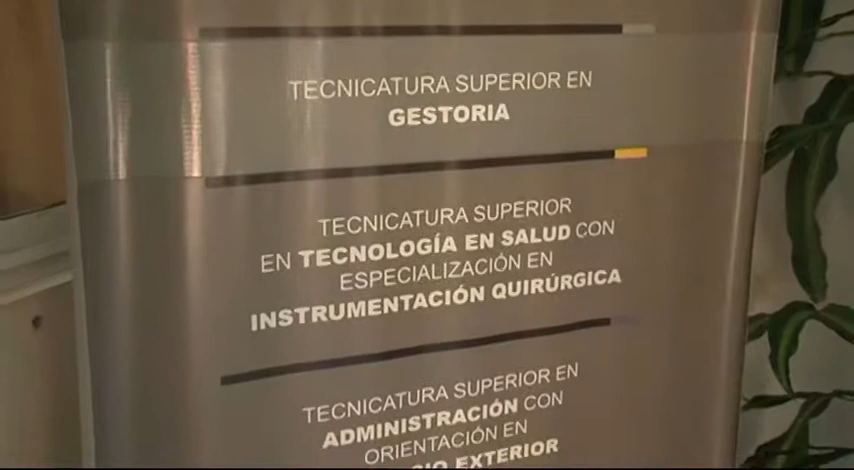 TECNICATURA SUPERIOR EN
GESTORIA
TECNICATURA SUPERIOR
EN TECNOLOGÍA EN SALUD CON
ESPECIALIZACIÓN EN
INSTRUMENTACIÓN QUIRÚRGICA
TECNICATURA SUPERIOR EN
ADMINISTRACIÓN CON
ORIENTACIÓN EN
EXTERIOR